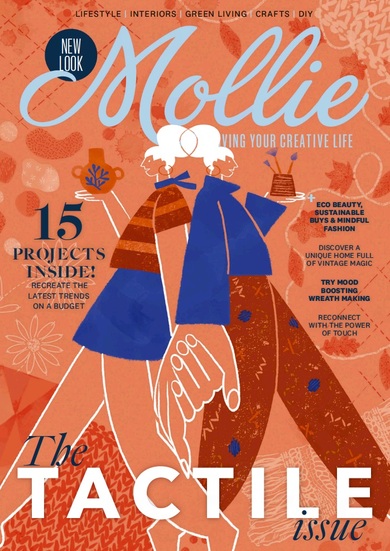 LIFESTYLE | INTERIORS | GREEN LIVING | CRAFTS | DIY
NEW
LOOK
Mollie
VING YOUR CREATIVE LIFE
15
PROJECTS
INSIDE!
RECREATE THE
LATEST TRENDS
ON A BUDGET
+
ECO BEAUTY,
SUSTAINABLE
BUYS & MINDFUL
FASHION
DISCOVER A
UNIQUE HOME FULL
OF VINTAGE MAGIC
TRY MOOD
BOOSTING
WREATH MAKING
RECONNECT
WITH THE POWER
OF TOUCH
The
TACTILE
issue